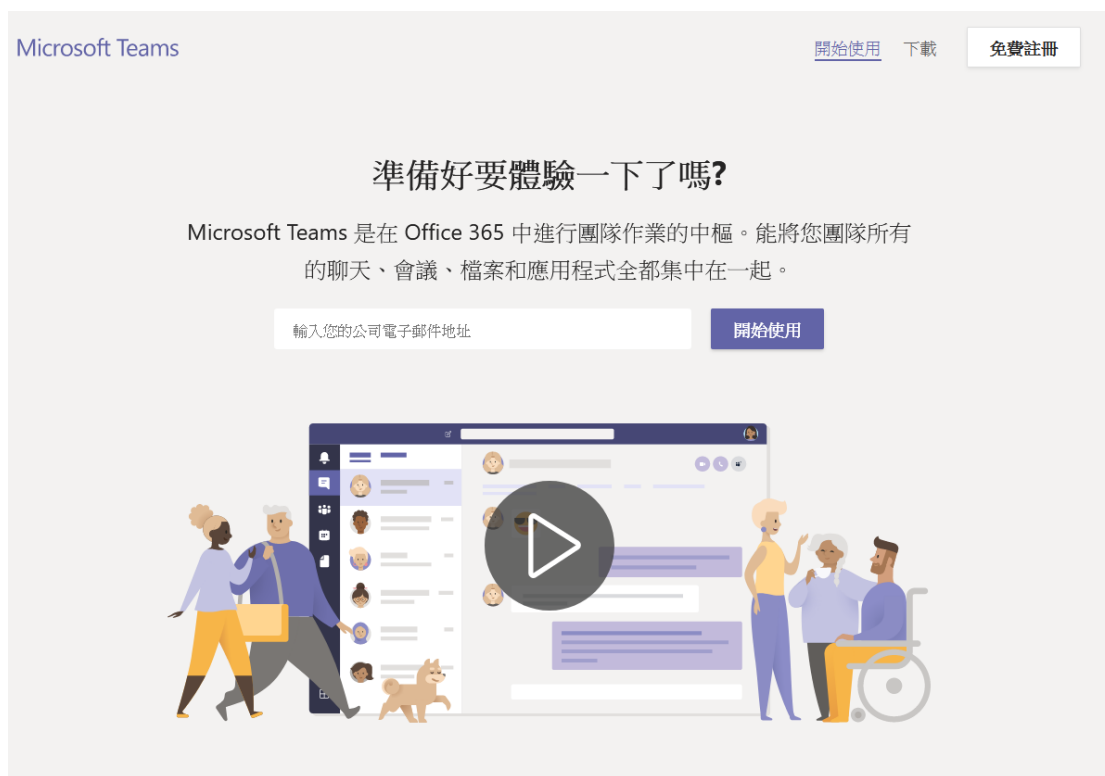 Microsoft Teams
開始使用
下載
免費註冊
準備好要體驗一下了嗎?
Microsoft Teams 是在 Office 365 中進行團隊作業的中樞。能將您團隊所有
的聊天、會議、檔案和應用程式全都集中在一起。
輸入您的公司電子郵件地址
開始使用